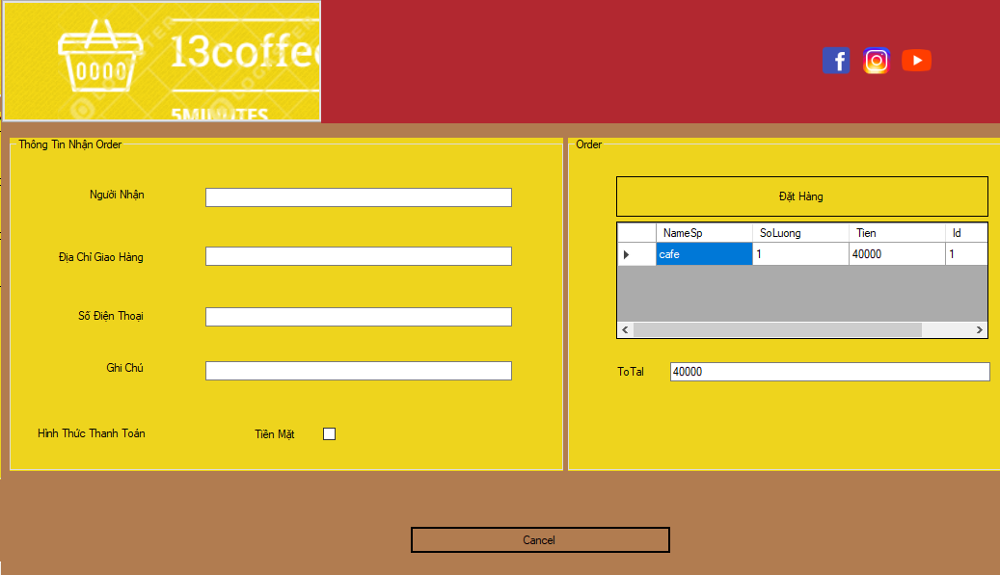 13coffee
0000
5MINUTES
Thông Tin Nhận Order
Người Nhận
Địa Chỉ Giao Hàng
Số Điện Thoại
Ghi Chú
Hình Thức Thanh Toán
Tiền Mặt
Order
Đặt Hàng
NameSp SoLuong Tien Id
cafe 1 40000 1
ToTal 40000
Cancel